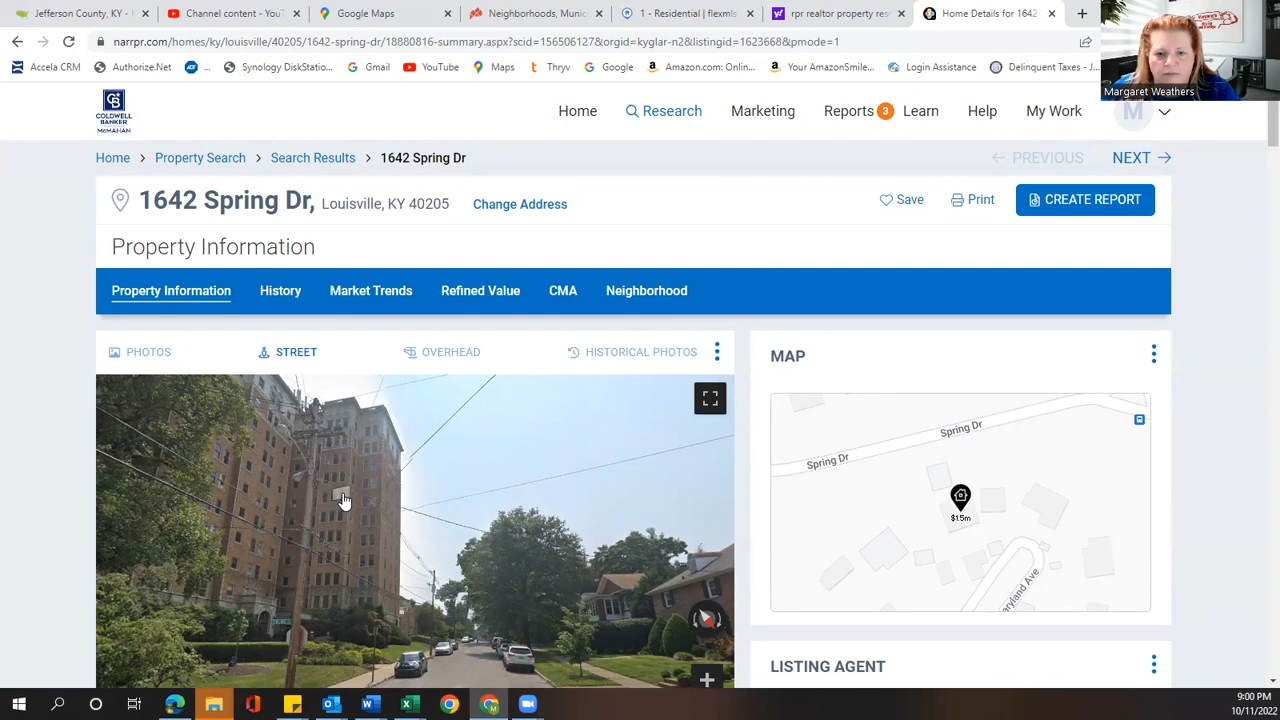 Jefferson County, KY -
Channel content - YouT
Google Maps
Neighborhoods, Mun
1 - Residential | flexmls
rpr realtor property res
Home Details for 1642
narrpr.com/homes/ky/louisville/40205/1642-spring-dr/18880816-summary.aspx?scid=156506127&orgid=kyglar-n2&listingid=1623668&pmode=1
Accela CRM
Authorize.Net
ADT
...
Synology DiskStatio...
Gmail
YouTube
Maps
Thryv
Google
Amazon.com: Onlin...
Your AmazonSmile...
Login Assistance
Delinquent Taxes - J...
Margaret Weathers
CB
COLDWELL
BANKER
McMAHAN
Home
Research
Marketing
Reports 3
Learn
Help
My Work
M
Home > Property Search > Search Results > 1642 Spring Dr
PREVIOUS
NEXT
1642 Spring Dr, Louisville, KY 40205
Change Address
Save
Print
CREATE REPORT
Property Information
Property Information
History
Market Trends
Refined Value
CMA
Neighborhood
PHOTOS
STREET
OVERHEAD
HISTORICAL PHOTOS
MAP
Spring Dr
Spring Dr
$1.5m
aryland Ave
LISTING AGENT
9:00 PM
10/11/2022